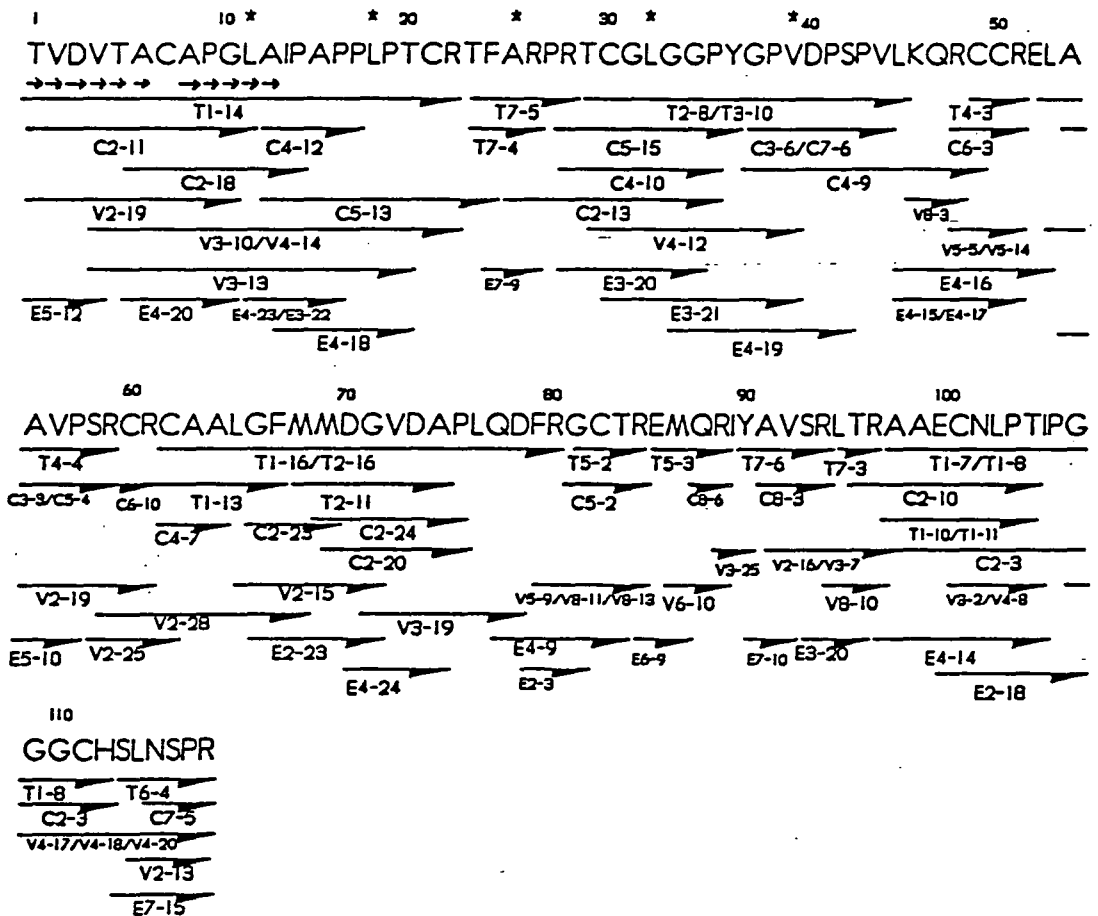 1 10 * * 20 * 30 * * 40 50
TVDVTACAPGLAIPAPPLPTCRTFARPRTCGLGGPYGPVDPSPVLKQRCCRELA
T1-14 T7-5 T2-8/T3-10 T4-3
C2-11 C4-12 T7-4 C5-15 C3-6/C7-6 C6-3
C2-18 C4-10 C4-9
V2-19 C5-13 C2-13 V8-3
V3-10/V4-14 V4-12 V5-5/V5-14
V3-13 E7-9 E3-20 E4-16
E5-12 E4-20 E4-23/E3-22 E3-21 E4-15/E4-17
E4-18 E4-19
60 70 80 90 100
AVPSRCRCAALGFMMDGVDAPLQDFRGCTREMQRIYAVSRLTRAAECNLPTIPG
T4-4 T1-16/T2-16 T5-2 T5-3 T7-6 T7-3 T1-7/T1-8
C3-3/C5-4 C6-10 T1-13 T2-11 C5-2 C8-6 C8-3 C2-10
C4-7 C2-23 C2-24 T1-10/T1-11
C2-20 V3-25 V2-16/V3-7 C2-3
V2-19 V2-15 V5-9/V8-11/V8-13 V6-10 V8-10 V3-2/V4-8
V2-28 V3-19
E5-10 V2-25 E2-23 E4-9 E6-9 E7-10 E3-20 E4-14
E4-24 E2-3 E2-18
110
GGCHSLNSPR
T1-8 T6-4
C2-3 C7-5
V4-17/V4-18/V4-20
V2-13
E7-15